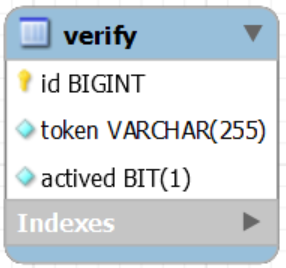 verify
id BIGINT
token VARCHAR(255)
actived BIT(1)
Indexes